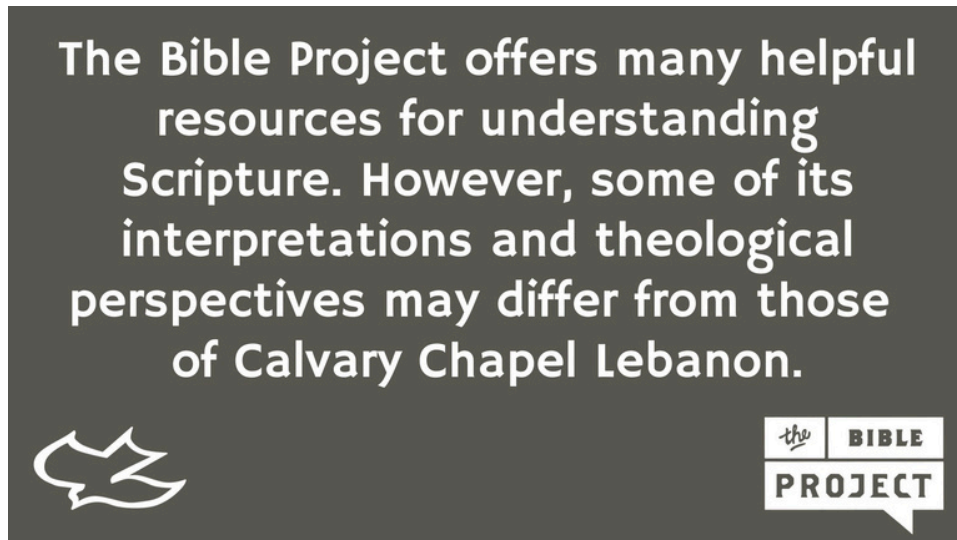 The Bible Project offers many helpful
resources for understanding
Scripture. However, some of its
interpretations and theological
perspectives may differ from those
of Calvary Chapel Lebanon.
the BIBLE
PROJECT